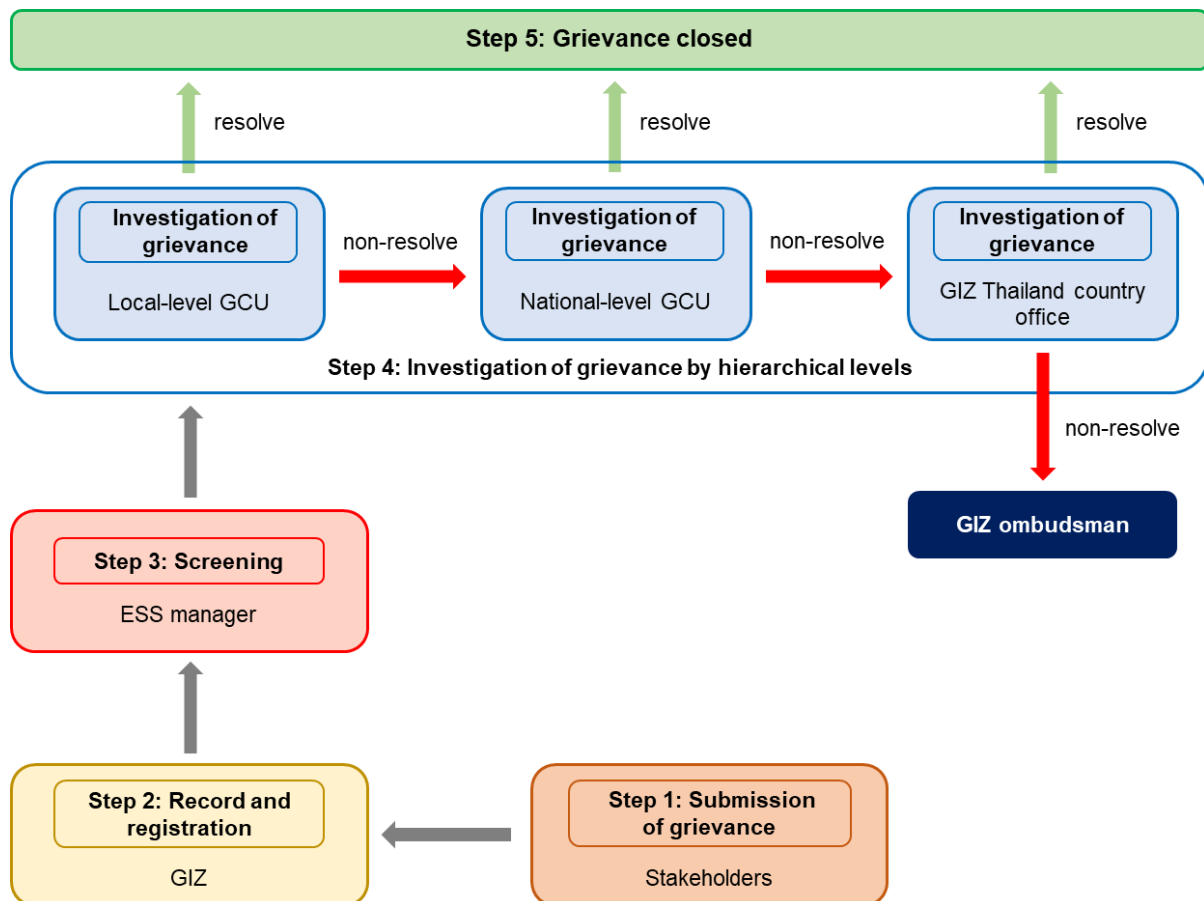 Step 5: Grievance closed
resolve
resolve
resolve
Investigation of
grievance
Local-level GCU
non-resolve
Investigation of
grievance
National-level GCU
non-resolve
Investigation of
grievance
GIZ Thailand country
office
Step 4: Investigation of grievance by hierarchical levels
non-resolve
GIZ ombudsman
Step 3: Screening
ESS manager
Step 2: Record and
registration
GIZ
Step 1: Submission
of grievance
Stakeholders